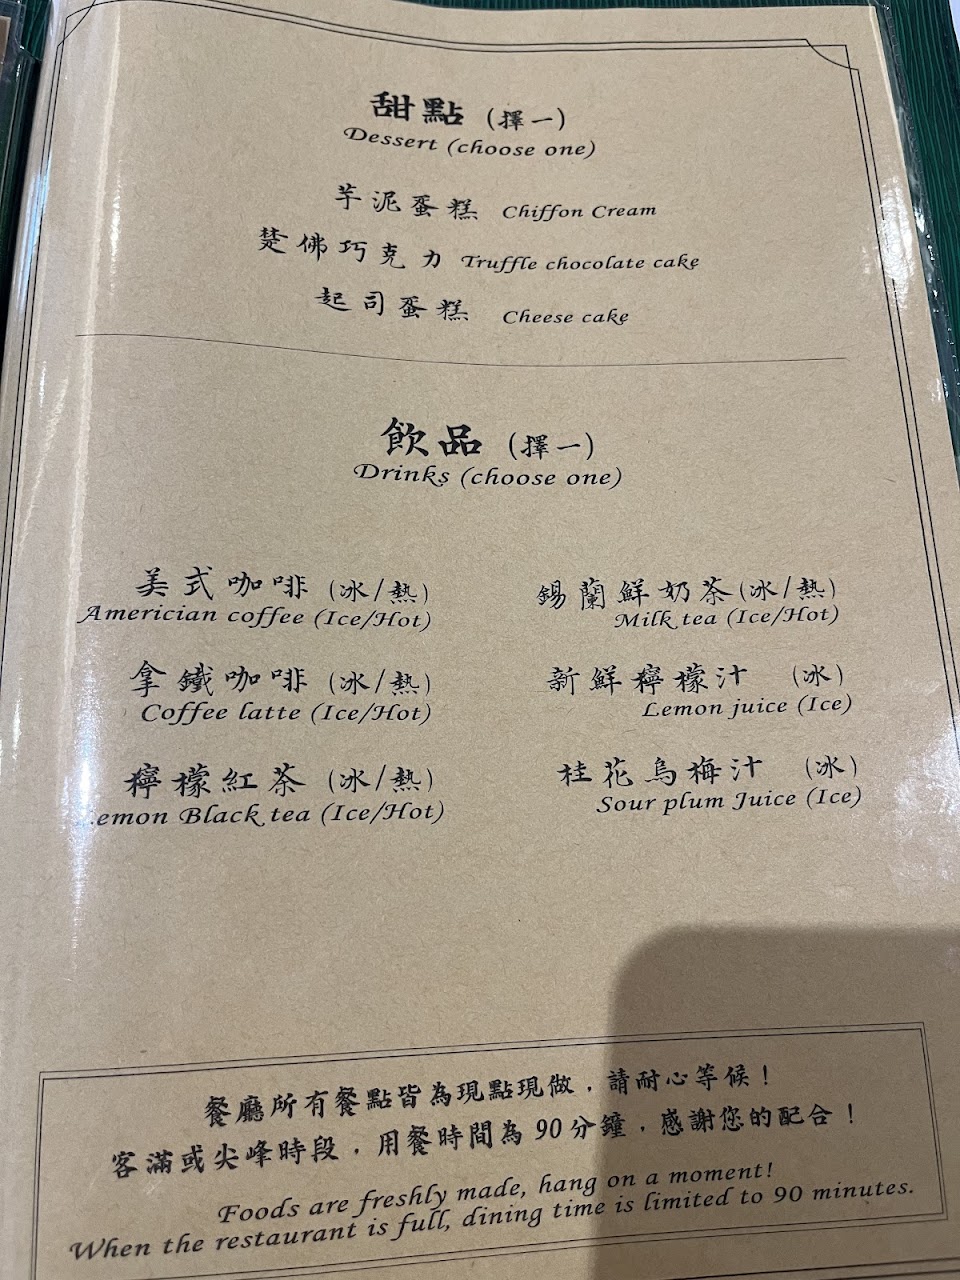 甜點 (擇一)
Dessert (choose one)
芋泥蛋糕 Chiffon Cream
楚佛巧克力 Truffle chocolate cake
起司蛋糕 Cheese cake
飲品 (擇一)
Drinks (choose one)
美式咖啡 (冰/熱)
Americian coffee (Ice/Hot)
拿鐵咖啡 (冰/熱)
Coffee latte (Ice/Hot)
檸檬紅茶 (冰/熱)
Lemon Black tea (Ice/Hot)
錫蘭鮮奶茶 (冰/熱)
Milk tea (Ice/Hot)
新鮮檸檬汁 (冰)
Lemon juice (Ice)
桂花烏梅汁 (冰)
Sour plum Juice (Ice)
餐廳所有餐點皆為現點現做，請耐心等候！
客滿或尖峰時段，用餐時間為90分鐘，感謝您的配合！
Foods are freshly made, hang on a moment!
When the restaurant is full, dining time is limited to 90 minutes.